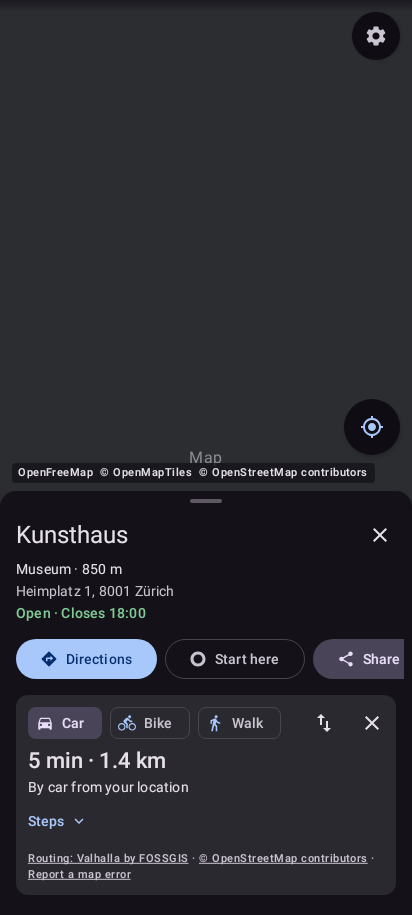 Map
OpenFreeMap © OpenMapTiles © OpenStreetMap contributors
Kunsthaus
Museum · 850 m
Heimplatz 1, 8001 Zürich
Open · Closes 18:00
Directions
Start here
Share
Car
Bike
Walk
5 min · 1.4 km
By car from your location
Steps
Routing: Valhalla by FOSSGIS · © OpenStreetMap contributors ·
Report a map error